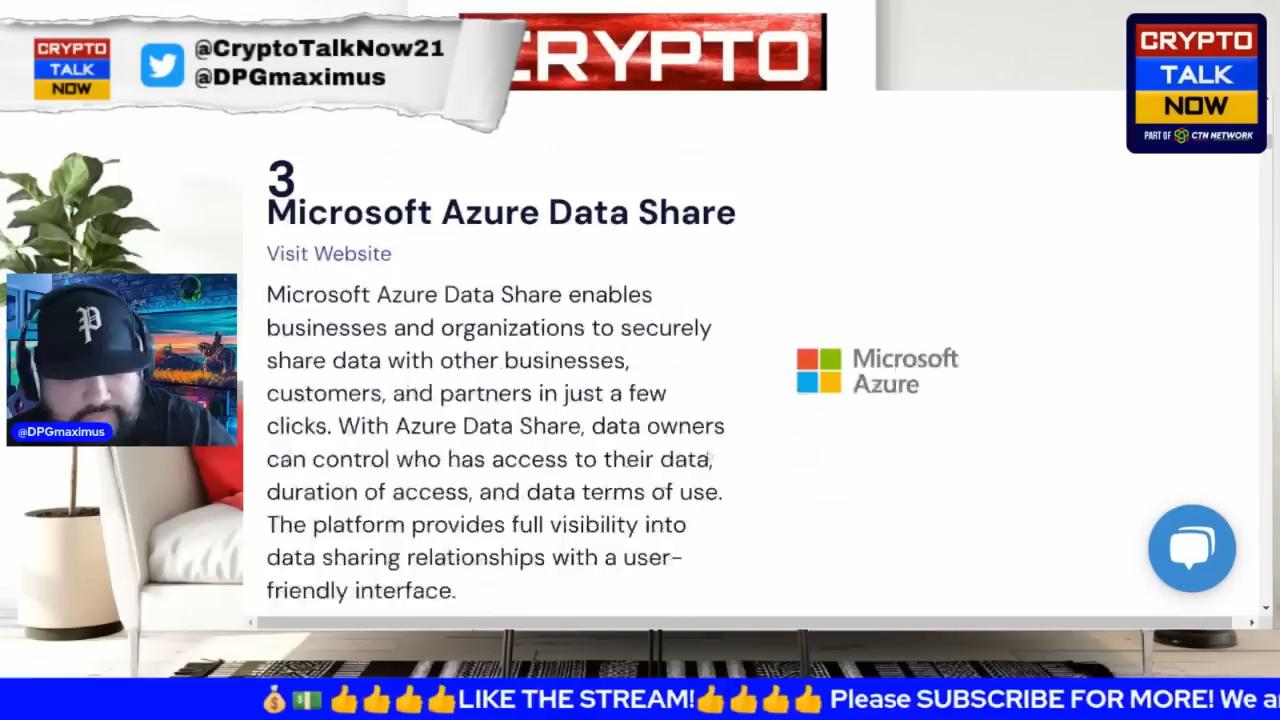 CRYPTO
TALK
NOW
@CryptoTalkNow21
@DPGmaximus
CRYPTO
CRYPTO
TALK
NOW
PART OF CTN NETWORK
3
Microsoft Azure Data Share
Visit Website
Microsoft Azure Data Share enables
businesses and organizations to securely
share data with other businesses,
customers, and partners in just a few
clicks. With Azure Data Share, data owners
can control who has access to their data,
duration of access, and data terms of use.
The platform provides full visibility into
data sharing relationships with a user-
friendly interface.
Microsoft
Azure
P
@DPGmaximus
💰💵 👍👍👍👍LIKE THE STREAM!👍👍👍👍 Please SUBSCRIBE FOR MORE! We a